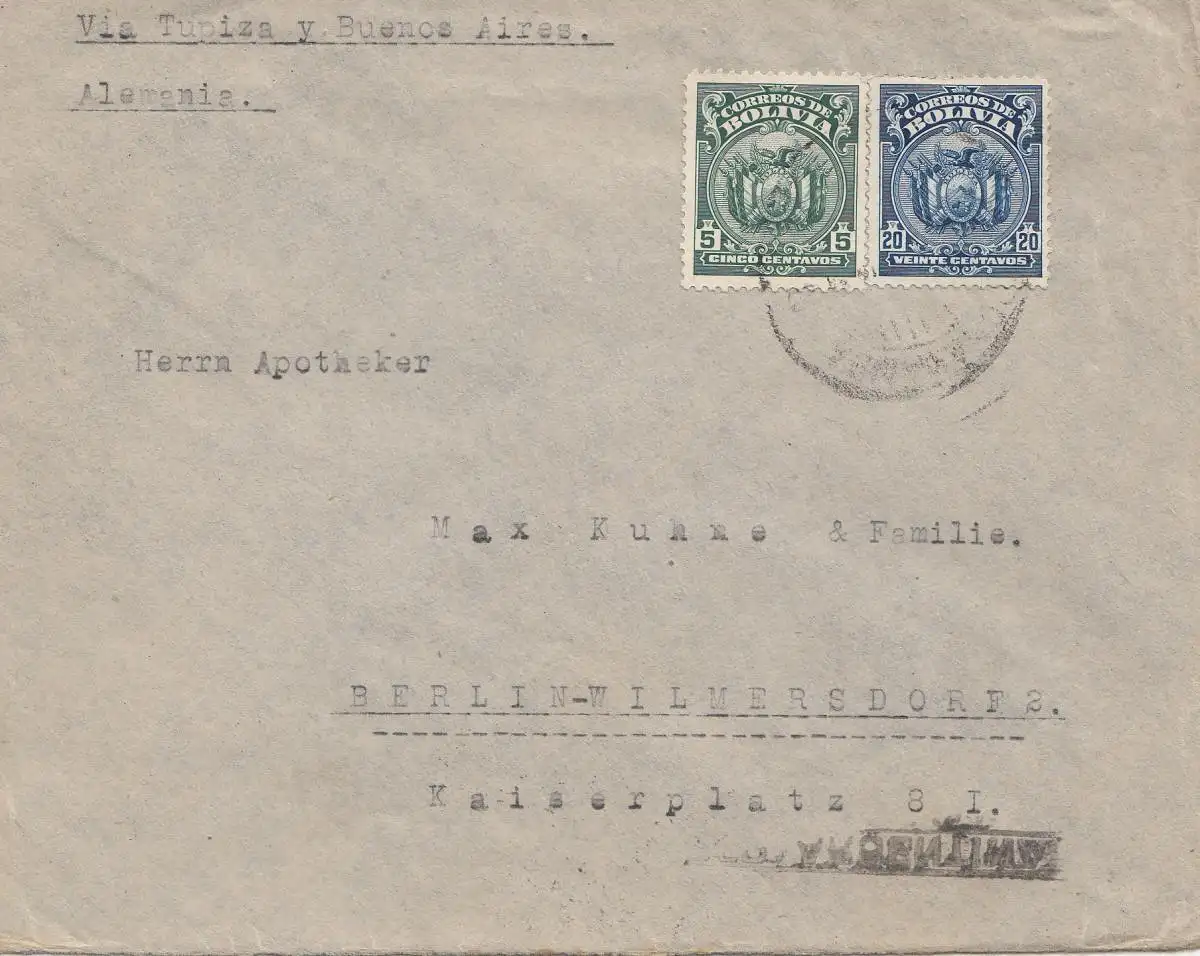 Via Tupiza y Buenos Aires.
Alemania.
CORREOS DE
BOLIVIA
5 5
CINCO CENTAVOS
CORREOS DE
BOLIVIA
20 20
VEINTE CENTAVOS
Herrn Apotheker
Max Kuhne & Familie.
BERLIN-WILMERSDORF 2.
Kaiserplatz 8 I.
ARGENTINA